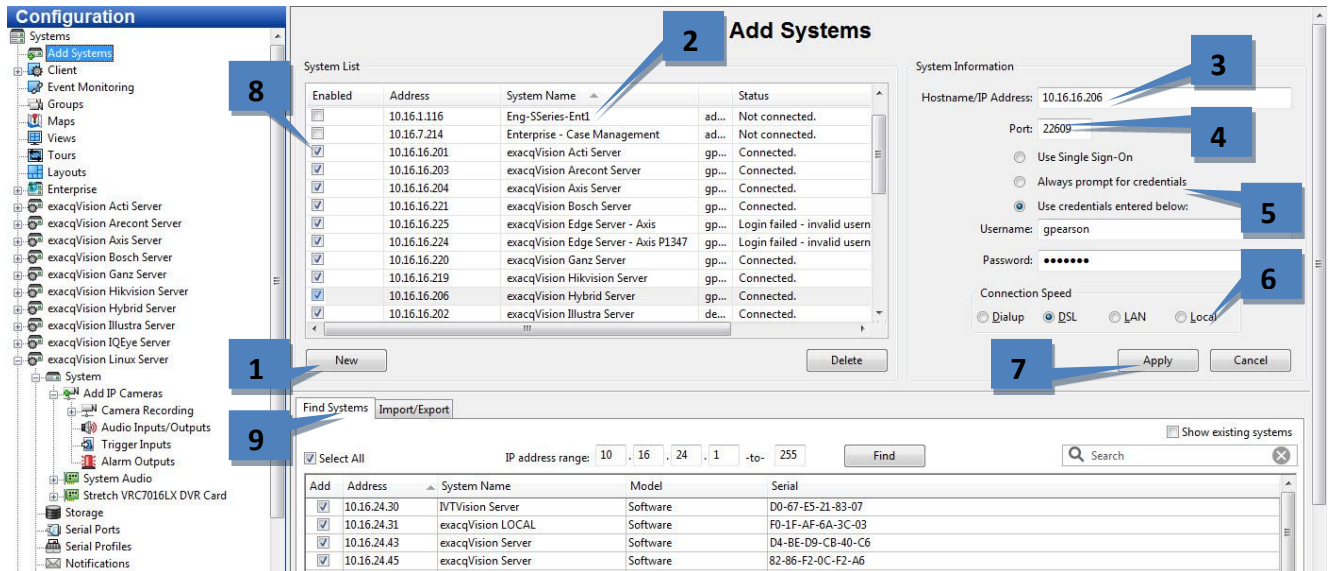 Configuration
Systems
Add Systems
Client
Event Monitoring
Groups
Maps
Views
Tours
Layouts
Enterprise
exacqVision Acti Server
exacqVision Arecont Server
exacqVision Axis Server
exacqVision Bosch Server
exacqVision Ganz Server
exacqVision Hikvision Server
exacqVision Hybrid Server
exacqVision Illustra Server
exacqVision IQEye Server
exacqVision Linux Server
System
Add IP Cameras
Camera Recording
Audio Inputs/Outputs
Trigger Inputs
Alarm Outputs
System Audio
Stretch VRC7016LX DVR Card
Storage
Serial Ports
Serial Profiles
Notifications
Add Systems
2
8
1
9
System List
Enabled Address System Name Status
10.16.1.116 Eng-SSeries-Ent1 ad... Not connected.
10.16.7.214 Enterprise - Case Management ad... Not connected.
10.16.16.201 exacqVision Acti Server gp... Connected.
10.16.16.203 exacqVision Arecont Server gp... Connected.
10.16.16.204 exacqVision Axis Server gp... Connected.
10.16.16.221 exacqVision Bosch Server gp... Connected.
10.16.16.225 exacqVision Edge Server - Axis gp... Login failed - invalid usern
10.16.16.224 exacqVision Edge Server - Axis P1347 gp... Login failed - invalid usern
10.16.16.220 exacqVision Ganz Server gp... Connected.
10.16.16.219 exacqVision Hikvision Server gp... Connected.
10.16.16.206 exacqVision Hybrid Server gp... Connected.
10.16.16.202 exacqVision Illustra Server de... Connected.
New Delete
System Information
3
Hostname/IP Address: 10.16.16.206
Port: 22609
4
Use Single Sign-On
Always prompt for credentials
Use credentials entered below:
5
Username: gpearson
Password:
6
Connection Speed
Dialup DSL LAN Local
7
Apply Cancel
Find Systems Import/Export
Show existing systems
Select All IP address range: 10 . 16 . 24 . 1 -to- 255 Find Search
Add Address System Name Model Serial
10.16.24.30 IVTVision Server Software D0-67-E5-21-83-07
10.16.24.31 exacqVision LOCAL Software F0-1F-AF-6A-3C-03
10.16.24.43 exacqVision Server Software D4-BE-D9-CB-40-C6
10.16.24.45 exacqVision Server Software 82-86-F2-0C-F2-A6